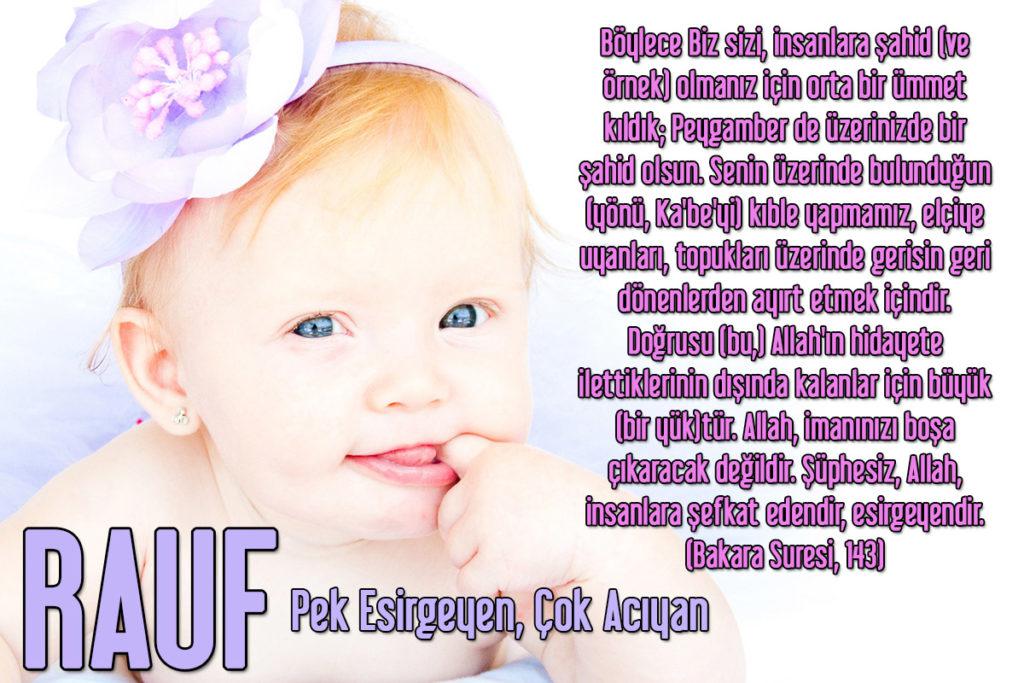 Böylece Biz sizi, insanlara şahid (ve
örnek) olmanız için orta bir ümmet
kıldık; Peygamber de üzerinizde bir
şahid olsun. Senin üzerinde bulunduğun
(yönü, Ka'be'yi) kıble yapmamız, elçiye
uyanları, topukları üzerinde gerisin geri
dönenlerden ayırt etmek içindir.
Doğrusu (bu,) Allah'ın hidayete
ilettiklerinin dışında kalanlar için büyük
(bir yük)tür. Allah, imanınızı boşa
çıkaracak değildir. Şüphesiz, Allah,
insanlara şefkat edendir, esirgeyendir.
(Bakara Suresi, 143)
RAUF
Pek Esirgeyen, Çok Acıyan